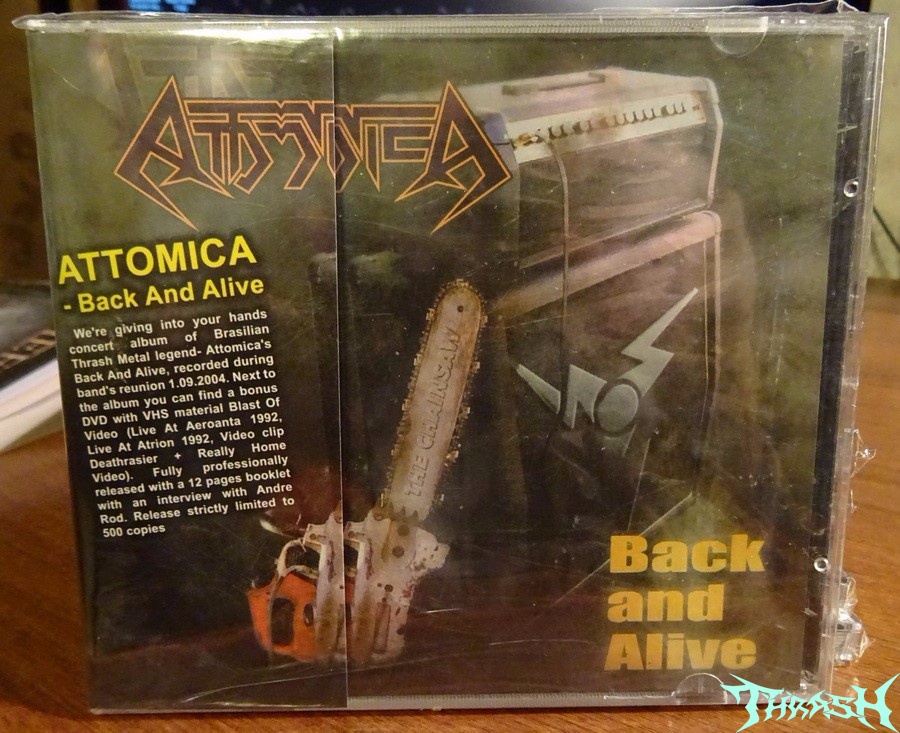 ATTOMICA
ATTOMICA
- Back And Alive
We're giving into your hands
concert album of Brasilian
Thrash Metal legend- Attomica's
Back And Alive, recorded during
band's reunion 1.09.2004. Next to
the album you can find a bonus
DVD with VHS material Blast Of
Video (Live At Aeroanta 1992,
Live At Atrion 1992, Video clip
Deathrasier + Really Home
Video). Fully professionally
released with a 12 pages booklet
with an interview with Andre
Rod. Release strictly limited to
500 copies
THE CHAINSAW
Back
and
Alive
THRASH